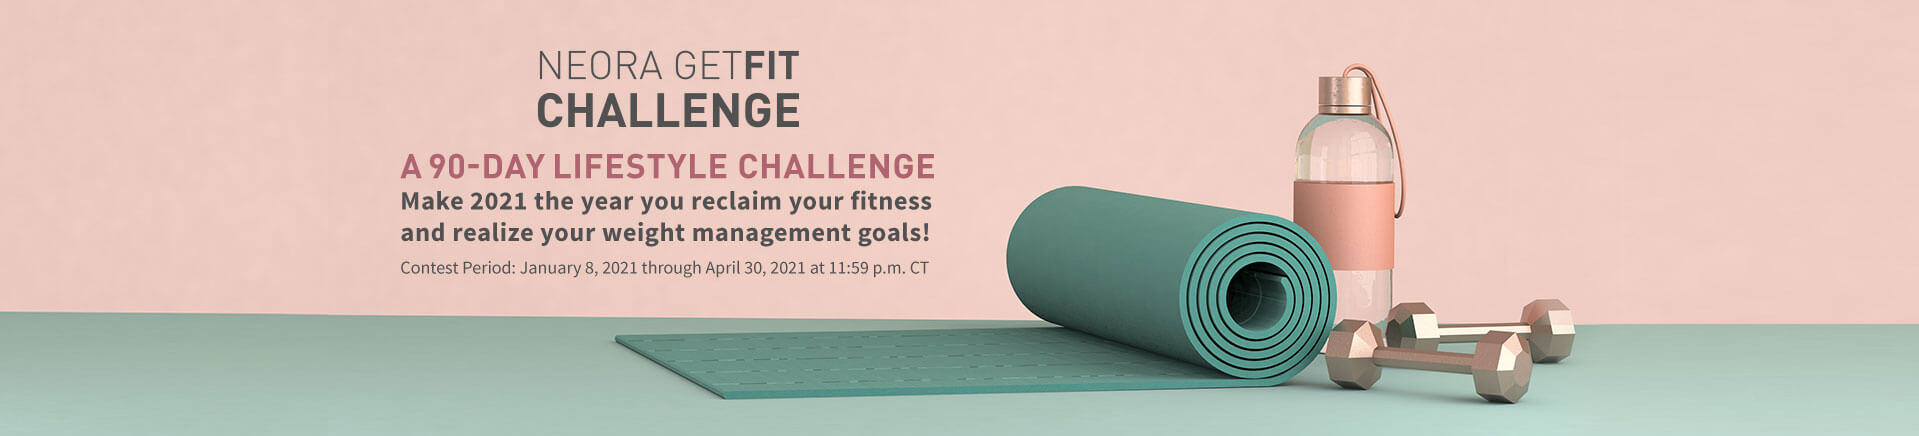 NEORA GETFIT
CHALLENGE
A 90-DAY LIFESTYLE CHALLENGE
Make 2021 the year you reclaim your fitness
and realize your weight management goals!
Contest Period: January 8, 2021 through April 30, 2021 at 11:59 p.m. CT